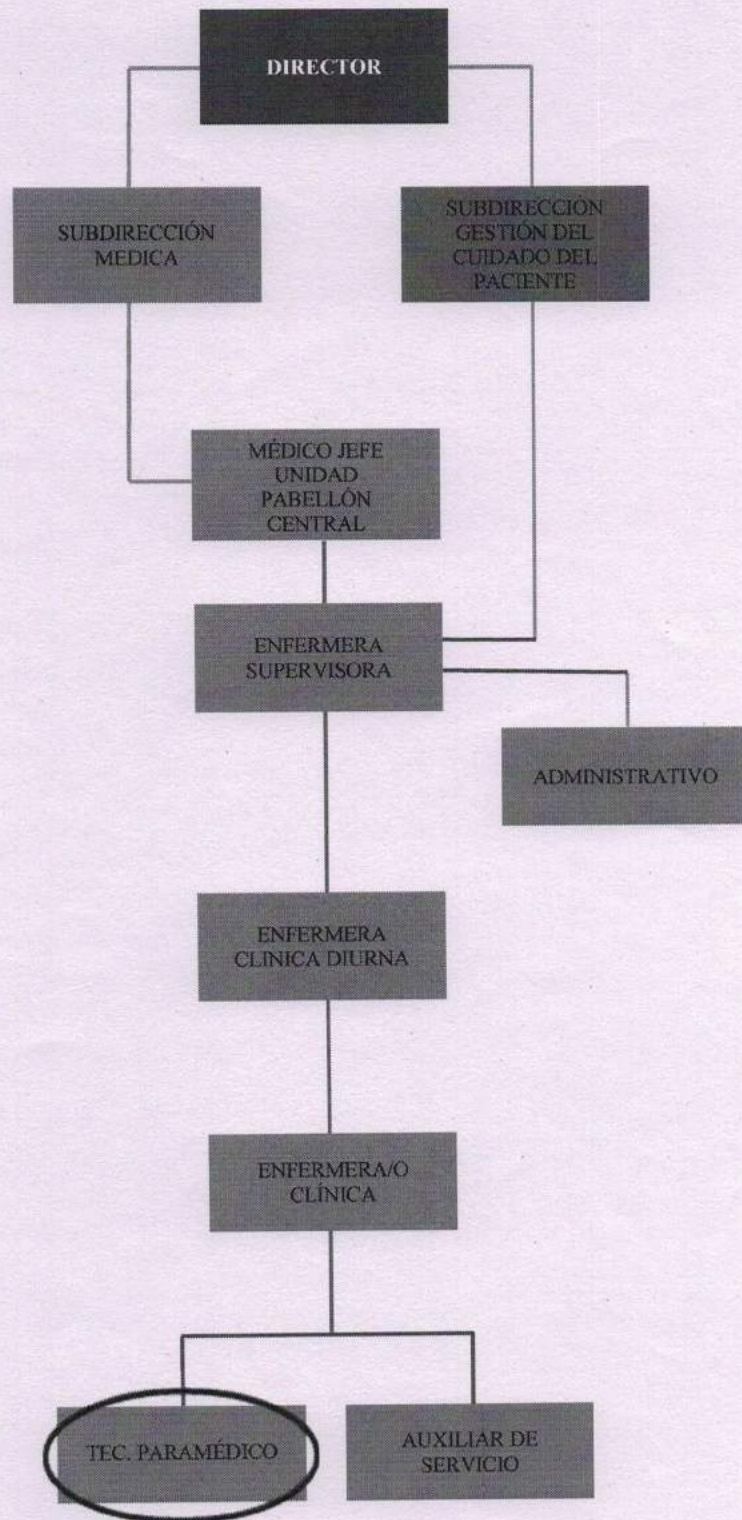 DIRECTOR
SUBDIRECCIÓN
MEDICA
SUBDIRECCIÓN
GESTIÓN DEL
CUIDADO DEL
PACIENTE
MÉDICO JEFE
UNIDAD
PABELLÓN
CENTRAL
ENFERMERA
SUPERVISORA
ADMINISTRATIVO
ENFERMERA
CLINICA DIURNA
ENFERMERA/O
CLÍNICA
TEC. PARAMÉDICO
AUXILIAR DE
SERVICIO